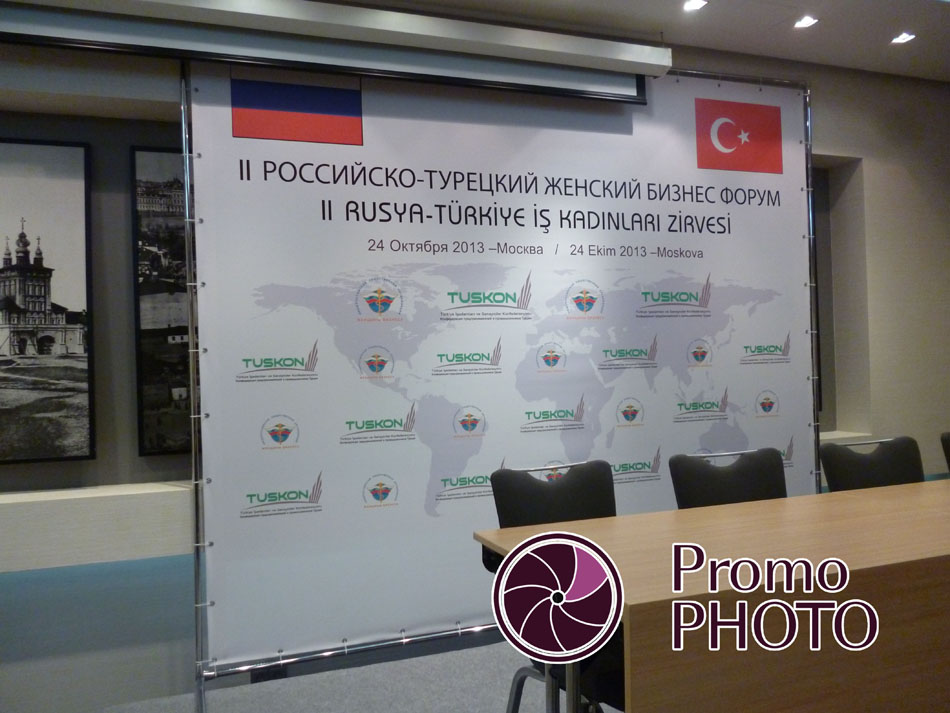 II РОССИЙСКО-ТУРЕЦКИЙ ЖЕНСКИЙ БИЗНЕС ФОРУМ
II RUSYA-TÜRKİYE İŞ KADINLARI ZİRVESİ
24 Октября 2013 –Москва / 24 Ekim 2013 –Moskova
TUSKON TUSKON
TUSKON TUSKON TUSKON TUSKON
TUSKON TUSKON TUSKON
TUSKON TUSKON TUSKON
Promo
PHOTO